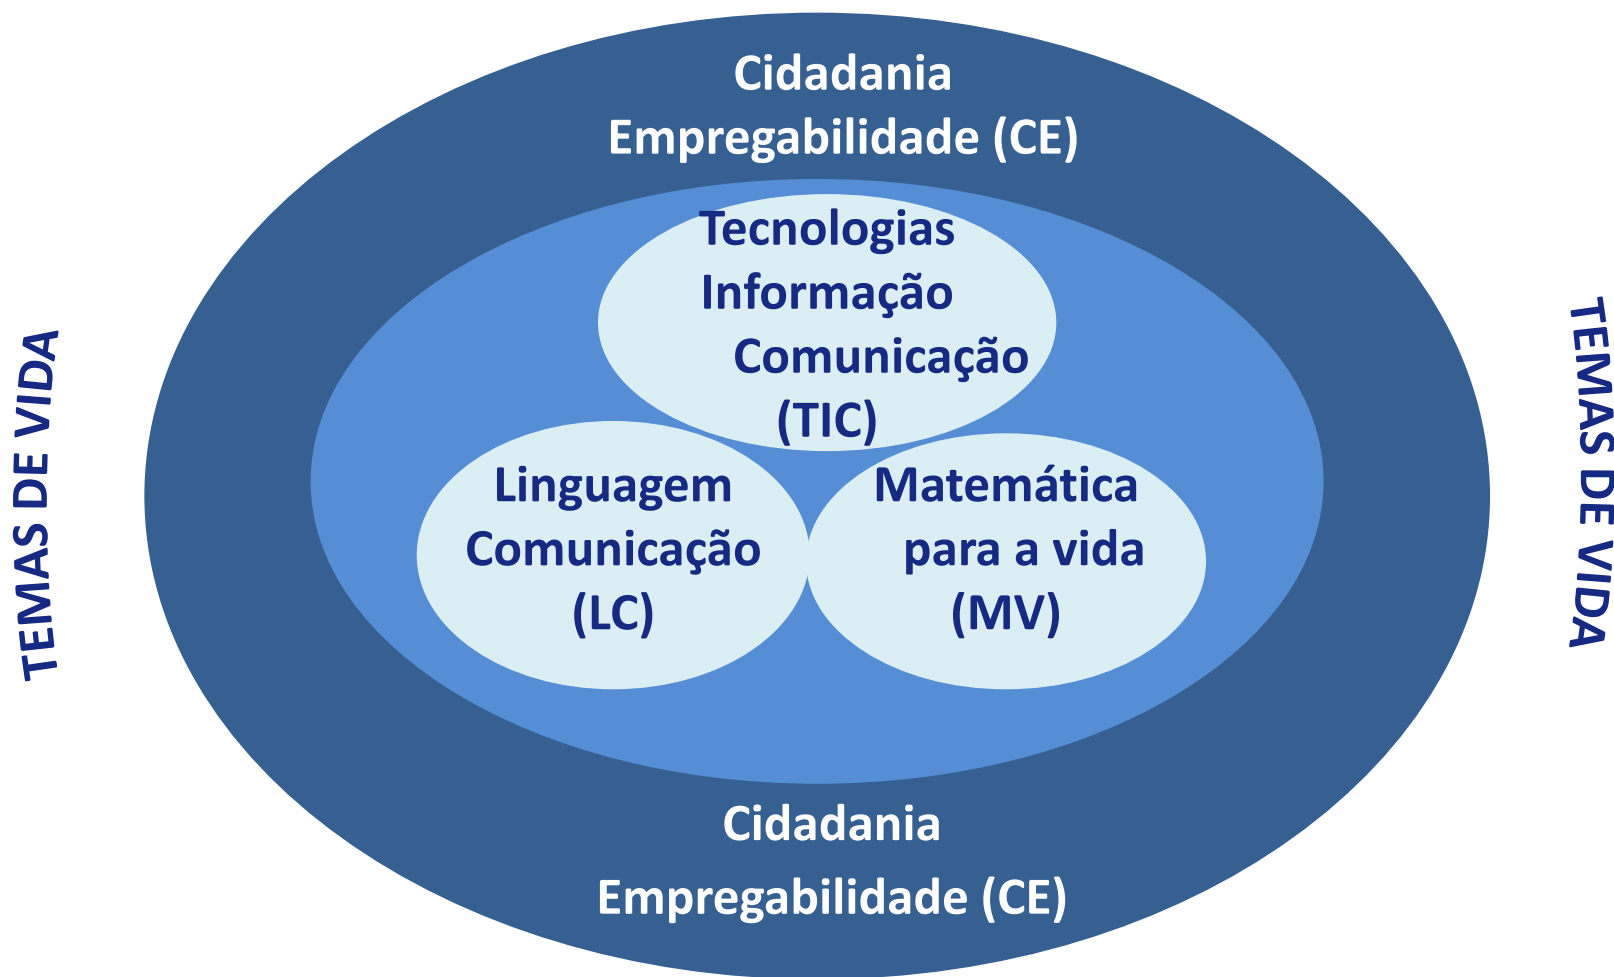 Cidadania
Empregabilidade (CE)
Tecnologias
Informação
Comunicação
(TIC)
Linguagem
Comunicação
(LC)
Matemática
para a vida
(MV)
Cidadania
Empregabilidade (CE)
TEMAS DE VIDA
TEMAS DE VIDA